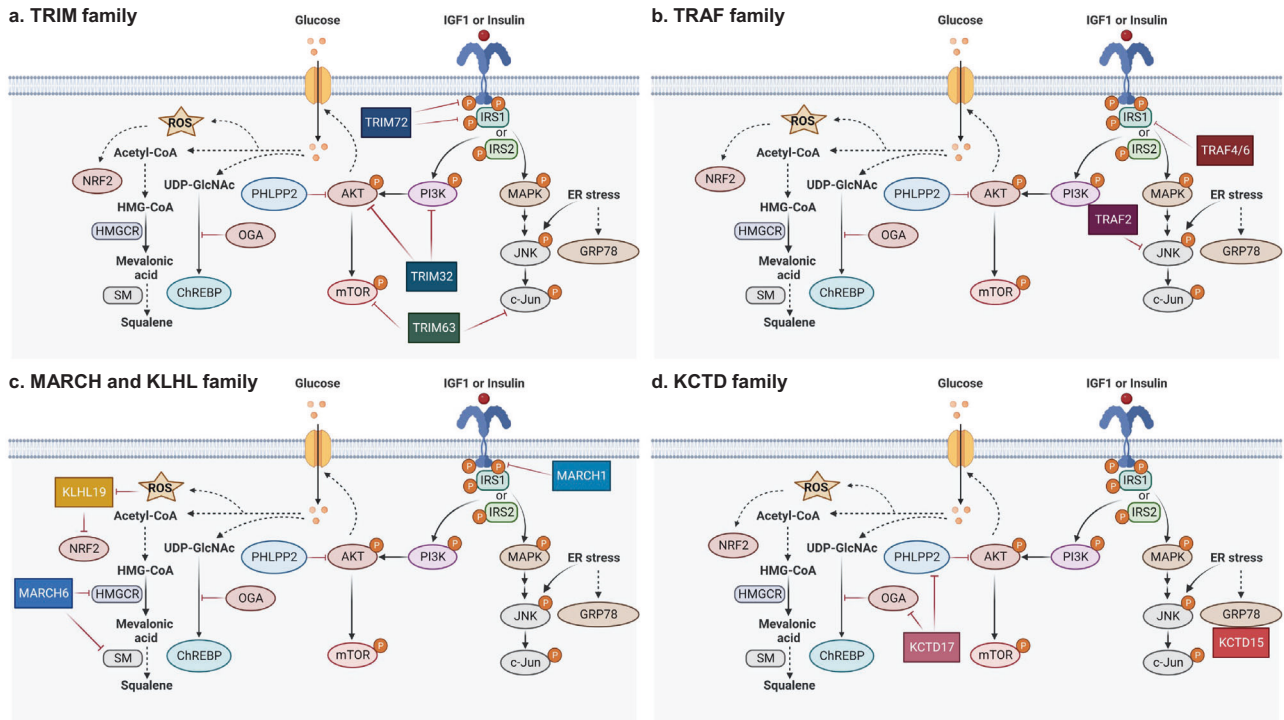 a. TRIM family
Glucose
IGF1 or Insulin
P
P
P
TRIM72
IRS1
or
P
IRS2
ROS
Acetyl-CoA
NRF2
UDP-GlcNAc
PHLPP2
AKT
P
PI3K
P
MAPK
P
ER stress
HMG-CoA
HMGCR
OGA
JNK
P
GRP78
Mevalonic
acid
TRIM32
SM
ChREBP
mTOR
P
c-Jun
P
Squalene
TRIM63
b. TRAF family
Glucose
IGF1 or Insulin
P
P
P
IRS1
or
P
IRS2
TRAF4/6
ROS
Acetyl-CoA
NRF2
UDP-GlcNAc
PHLPP2
AKT
P
PI3K
P
MAPK
P
ER stress
HMG-CoA
HMGCR
OGA
TRAF2
JNK
P
GRP78
Mevalonic
acid
SM
ChREBP
mTOR
P
c-Jun
P
Squalene
c. MARCH and KLHL family
Glucose
IGF1 or Insulin
P
P
P
IRS1
or
P
IRS2
MARCH1
KLHL19
ROS
Acetyl-CoA
NRF2
UDP-GlcNAc
PHLPP2
AKT
P
PI3K
P
MAPK
P
ER stress
HMG-CoA
MARCH6
HMGCR
OGA
JNK
P
GRP78
Mevalonic
acid
SM
ChREBP
mTOR
P
c-Jun
P
Squalene
d. KCTD family
Glucose
IGF1 or Insulin
P
P
P
IRS1
or
P
IRS2
ROS
Acetyl-CoA
NRF2
UDP-GlcNAc
PHLPP2
AKT
P
PI3K
P
MAPK
P
ER stress
HMG-CoA
HMGCR
OGA
JNK
P
GRP78
Mevalonic
acid
KCTD17
KCTD15
SM
ChREBP
mTOR
P
c-Jun
P
Squalene